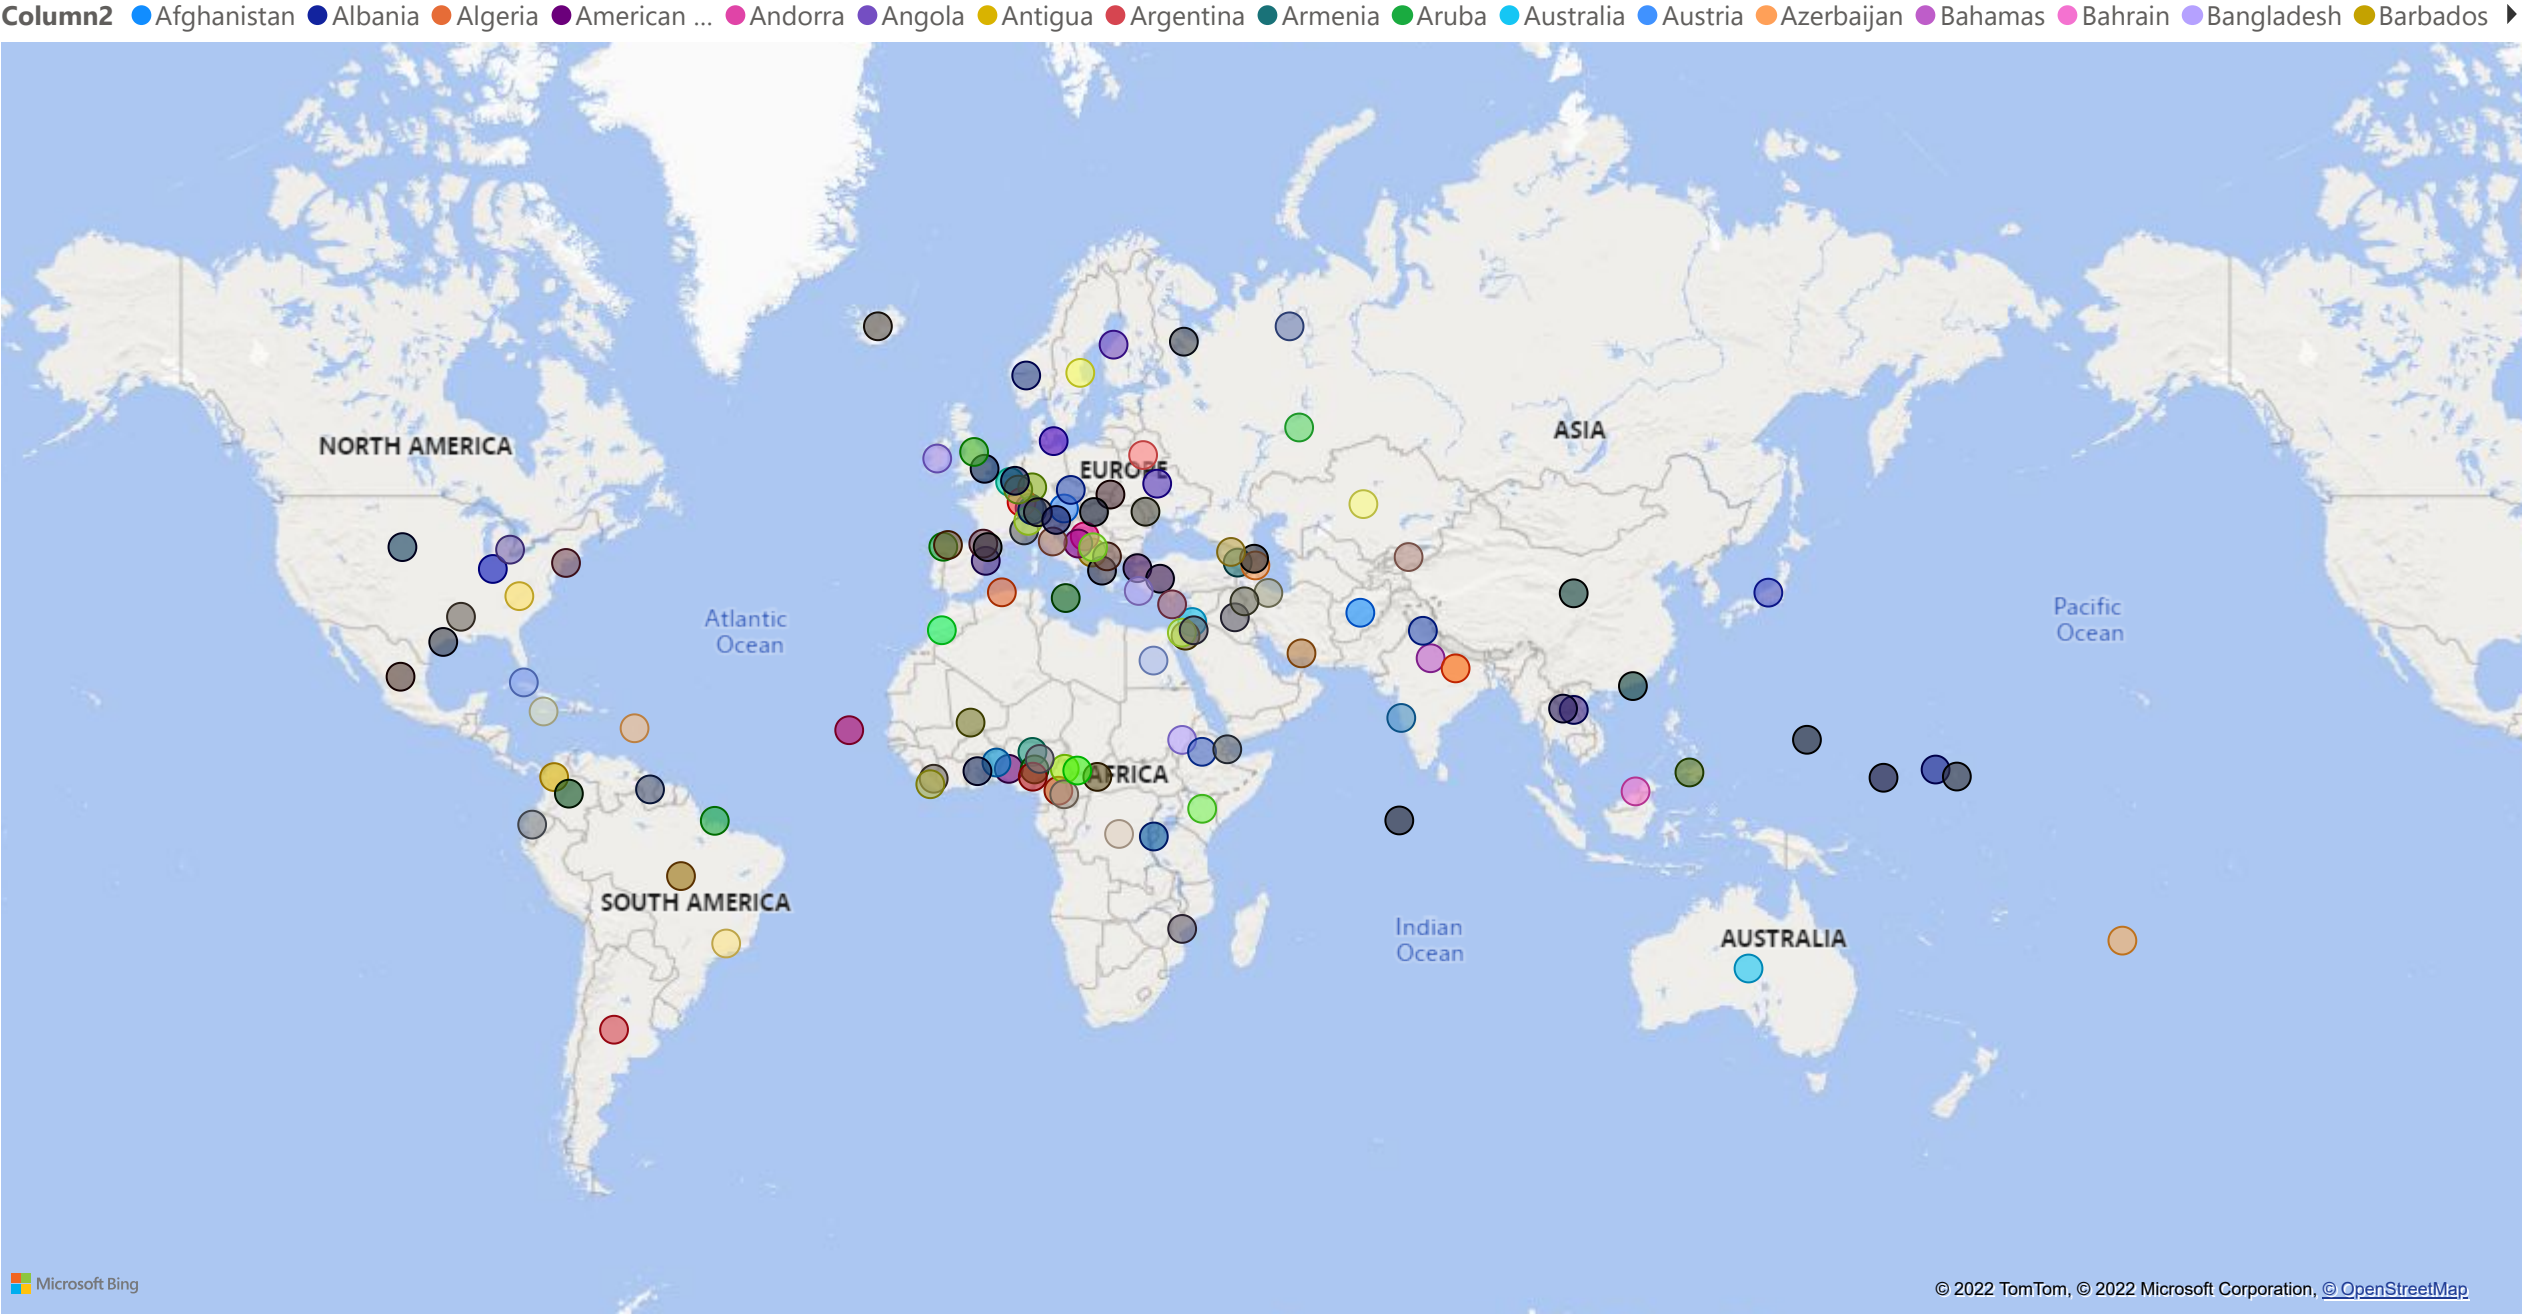 Column2 Afghanistan Albania Algeria American ... Andorra Angola Antigua Argentina Armenia Aruba Australia Austria Azerbaijan Bahamas Bahrain Bangladesh Barbados
ASIA
NORTH AMERICA
EUROPE
Atlantic
Ocean
Pacific
Ocean
AFRICA
SOUTH AMERICA
Indian
Ocean
AUSTRALIA
Microsoft Bing
© 2022 TomTom, © 2022 Microsoft Corporation, © OpenStreetMap